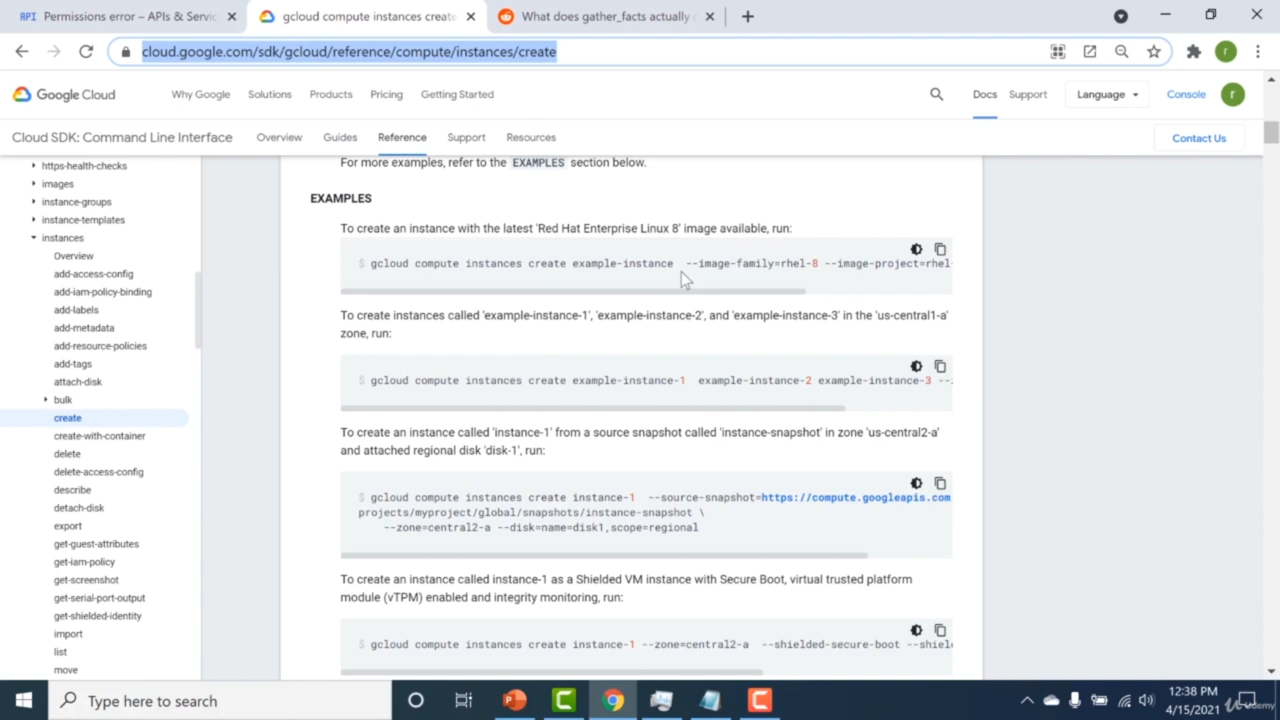 API Permissions error – APIs & Servic
gcloud compute instances create
What does gather_facts actually
cloud.google.com/sdk/gcloud/reference/compute/instances/create
r
Google Cloud
Why Google
Solutions
Products
Pricing
Getting Started
Docs
Support
Language
Console
r
Cloud SDK: Command Line Interface
Overview
Guides
Reference
Support
Resources
Contact Us
https-health-checks
images
instance-groups
instance-templates
instances
Overview
add-access-config
add-iam-policy-binding
add-labels
add-metadata
add-resource-policies
add-tags
attach-disk
bulk
create
create-with-container
delete
delete-access-config
describe
detach-disk
export
get-guest-attributes
get-iam-policy
get-screenshot
get-serial-port-output
get-shielded-identity
import
list
move
For more examples, refer to the EXAMPLES section below.
EXAMPLES
To create an instance with the latest 'Red Hat Enterprise Linux 8' image available, run:
$ gcloud compute instances create example-instance --image-family=rhel-8 --image-project=rhel-
To create instances called 'example-instance-1', 'example-instance-2', and 'example-instance-3' in the 'us-central1-a'
zone, run:
$ gcloud compute instances create example-instance-1 example-instance-2 example-instance-3 --
To create an instance called 'instance-1' from a source snapshot called 'instance-snapshot' in zone 'us-central2-a'
and attached regional disk 'disk-1', run:
$ gcloud compute instances create instance-1 --source-snapshot=https://compute.googleapis.com
projects/myproject/global/snapshots/instance-snapshot \
--zone=central2-a --disk=name=disk1,scope=regional
To create an instance called instance-1 as a Shielded VM instance with Secure Boot, virtual trusted platform
module (vTPM) enabled and integrity monitoring, run:
$ gcloud compute instances create instance-1 --zone=central2-a --shielded-secure-boot --shiel
Type here to search
12:38 PM
4/15/2021
Udemy